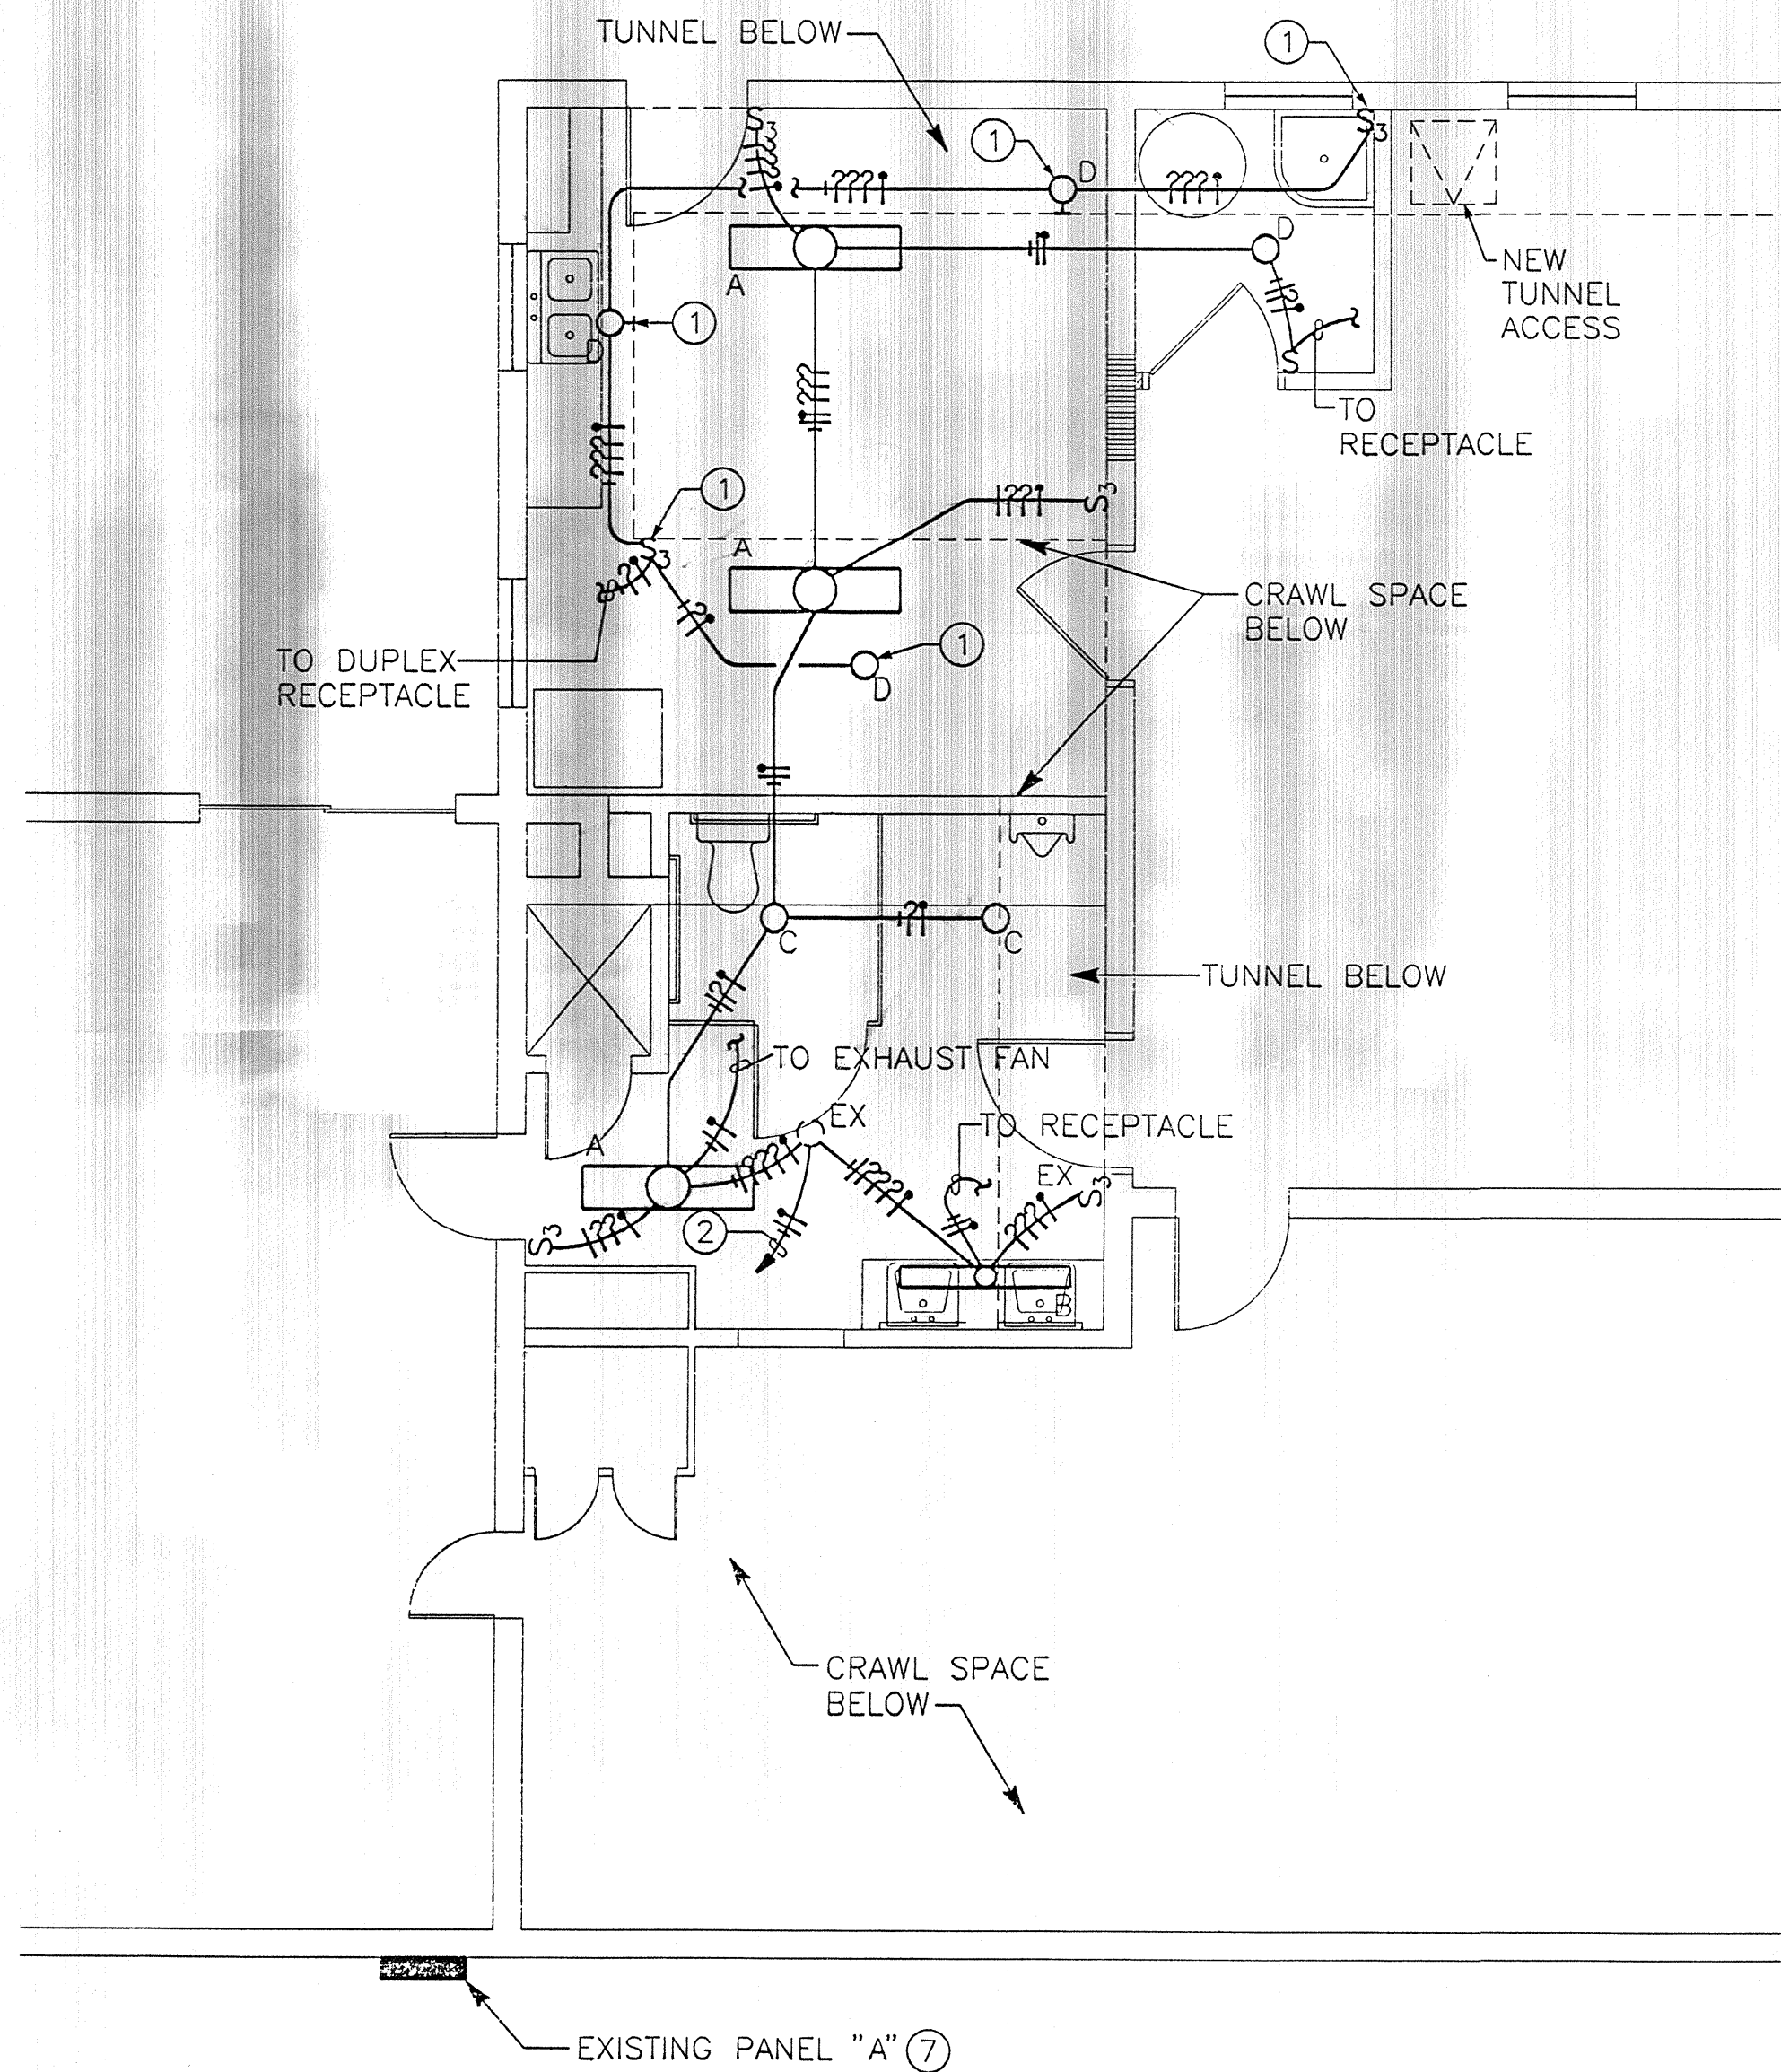 TUNNEL BELOW
1
S3
1
D
S3
D
A
NEW
TUNNEL
ACCESS
1
S
TO
RECEPTACLE
1
S3
S3
A
CRAWL SPACE
BELOW
1
TO DUPLEX
RECEPTACLE
D
C
C
TUNNEL BELOW
TO EXHAUST FAN
EX
TO RECEPTACLE
A
EX
S3
2
S3
B
CRAWL SPACE
BELOW
EXISTING PANEL "A" 7